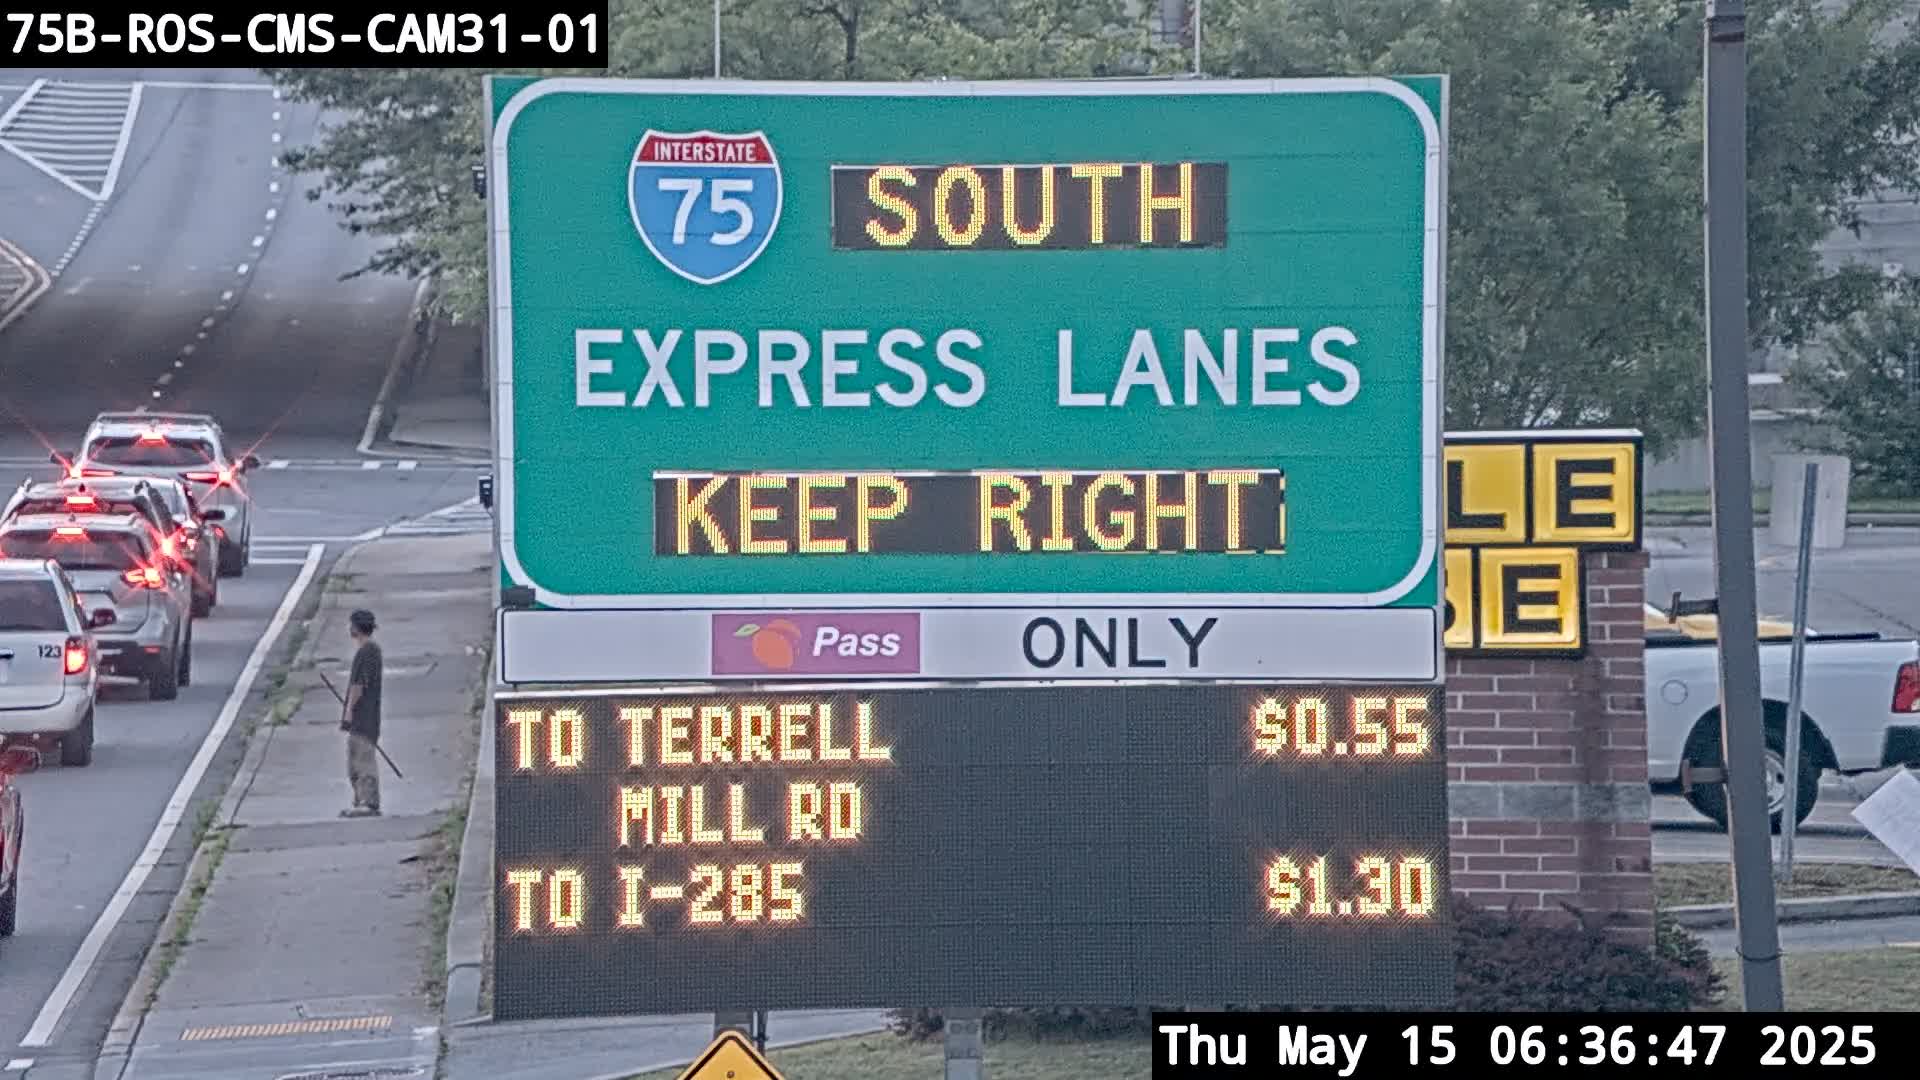 75B-ROS-CMS-CAM31-01
INTERSTATE
75
SOUTH
EXPRESS LANES
KEEP RIGHT
Pass ONLY
TO TERRELL $0.55
MILL RD
TO I-285 $1.30
LE
E
123
Thu May 15 06:36:47 2025